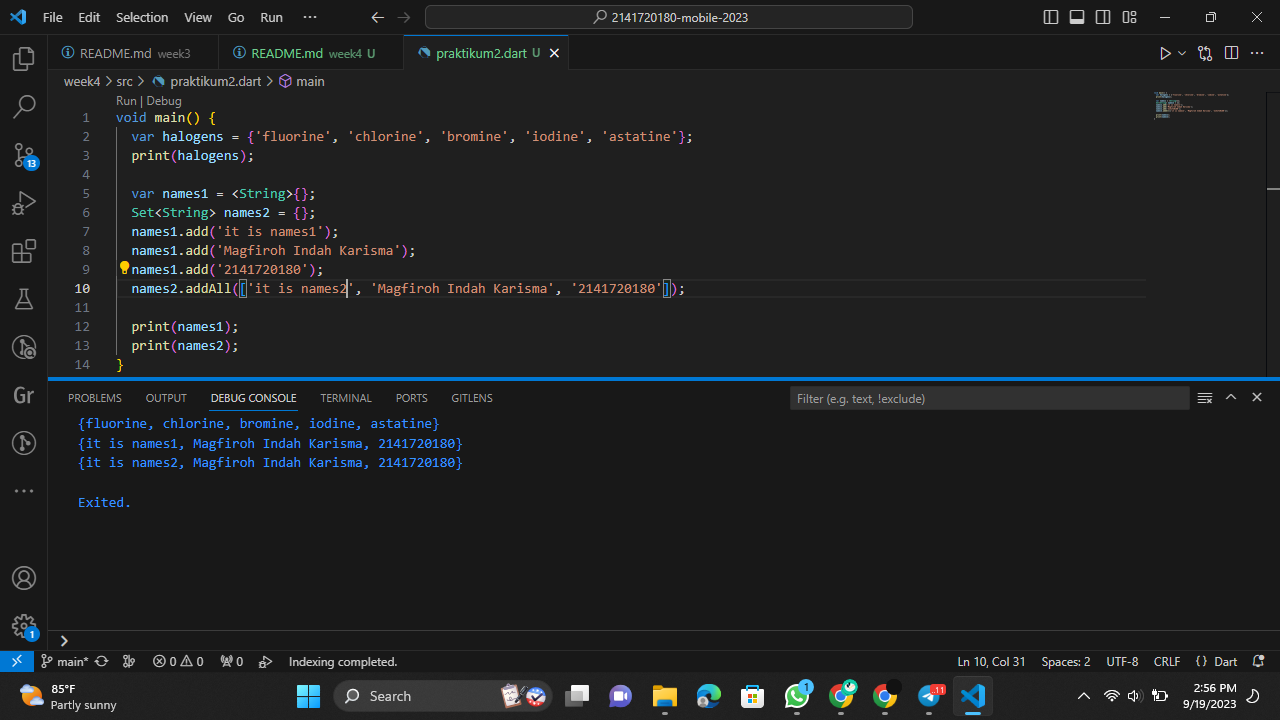 File Edit Selection View Go Run ··· 2141720180-mobile-2023
README.md week3 README.md week4 U praktikum2.dart U
week4 > src > praktikum2.dart > main
Run | Debug
1 void main() {
2 var halogens = {'fluorine', 'chlorine', 'bromine', 'iodine', 'astatine'};
3 print(halogens);
4
5 var names1 = <String>{};
6 Set<String> names2 = {};
7 names1.add('it is names1');
8 names1.add('Magfiroh Indah Karisma');
9 names1.add('2141720180');
10 names2.addAll(['it is names2', 'Magfiroh Indah Karisma', '2141720180']);
11
12 print(names1);
13 print(names2);
14 }
13
Gr
1
PROBLEMS OUTPUT DEBUG CONSOLE TERMINAL PORTS GITLENS Filter (e.g. text, !exclude)
{fluorine, chlorine, bromine, iodine, astatine}
{it is names1, Magfiroh Indah Karisma, 2141720180}
{it is names2, Magfiroh Indah Karisma, 2141720180}
Exited.
main* 0 0 0 Indexing completed. Ln 10, Col 31 Spaces: 2 UTF-8 CRLF {} Dart
85°F
Partly sunny
Search
1
..11
2:56 PM
9/19/2023